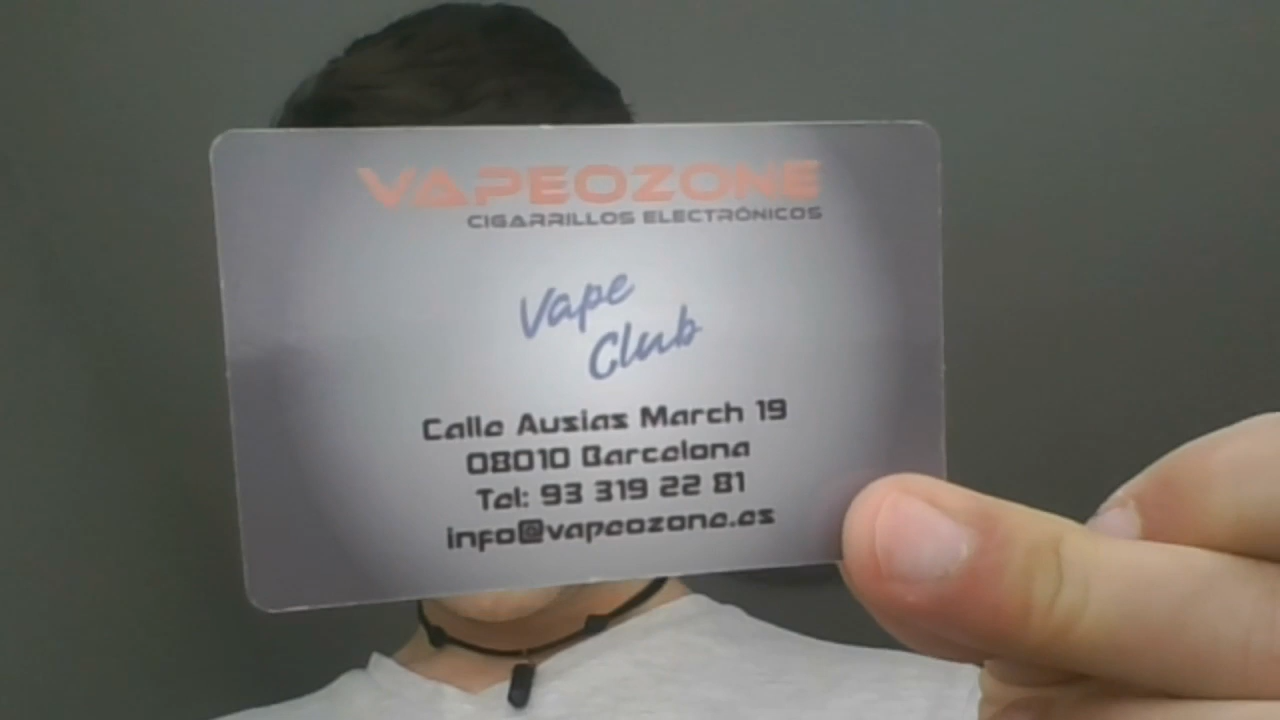 VAPEOZONE
CIGARRILLOS ELECTRÓNICOS
Vape
Club
Calle Ausias March 19
08010 Barcelona
Tel: 93 319 22 81
info@vapeozone.es